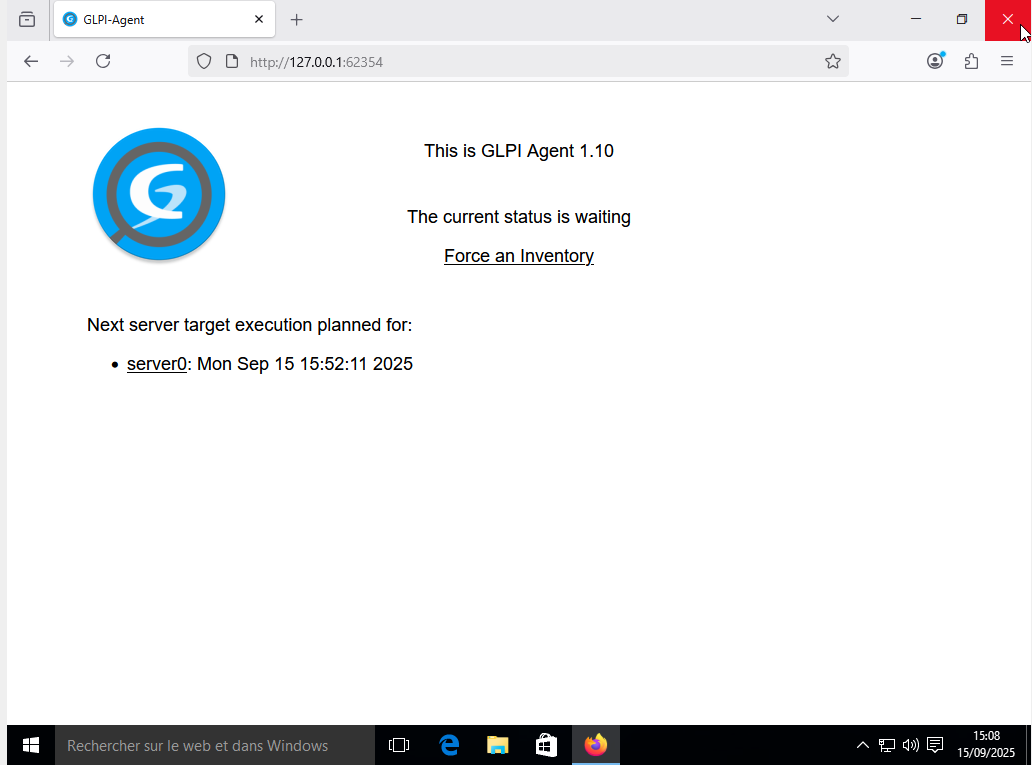 GLPI-Agent
http://127.0.0.1:62354
This is GLPI Agent 1.10
The current status is waiting
Force an Inventory
Next server target execution planned for:
• server0: Mon Sep 15 15:52:11 2025
Rechercher sur le web et dans Windows
15:08
15/09/2025